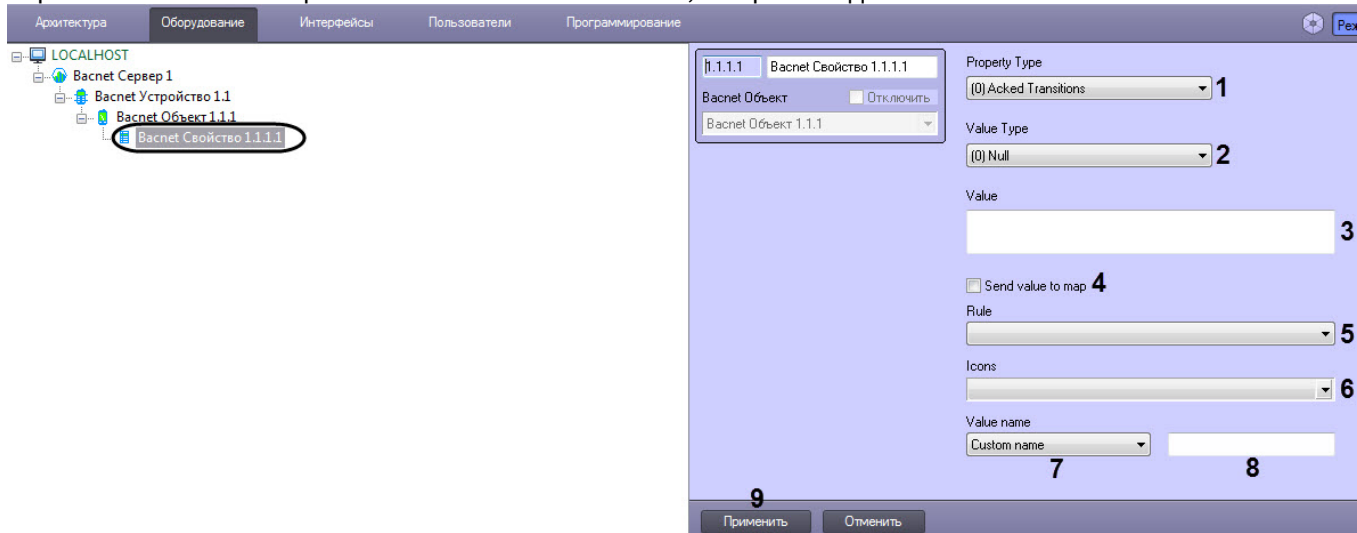 Архитектура Оборудование Интерфейсы Пользователи Программирование
LOCALHOST
Bacnet Сервер 1
Bacnet Устройство 1.1
Bacnet Объект 1.1.1
Bacnet Свойство 1.1.1.1
1.1.1.1 Bacnet Свойство 1.1.1.1
Bacnet Объект Отключить
Bacnet Объект 1.1.1
Property Type
(0) Acked Transitions 1
Value Type
(0) Null 2
Value
3
Send value to map 4
Rule
5
Icons
6
Value name
Custom name
7 8
9
Применить Отменить